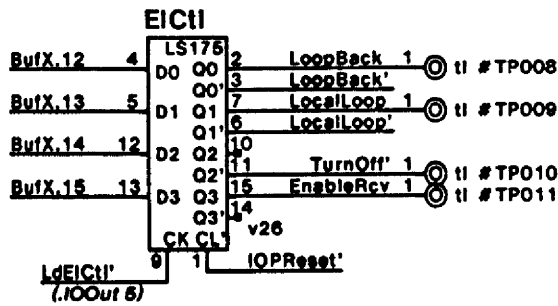 EICtl
LS175
BufX.12 4 D0 Q0 2 LoopBack 1 tl #TP008
Q0' 3 LoopBack'
BufX.13 5 D1 Q1 7 LocalLoop 1 tl #TP009
Q1' 6 LocalLoop'
BufX.14 12 D2 Q2 10
Q2' 11 TurnOff' 1 tl #TP010
BufX.15 13 D3 Q3 15 EnableRcv 1 tl #TP011
Q3' 14
v26
CK CL'
LdEICtl' 9 1 IOPReset'
(.IOOut 5)